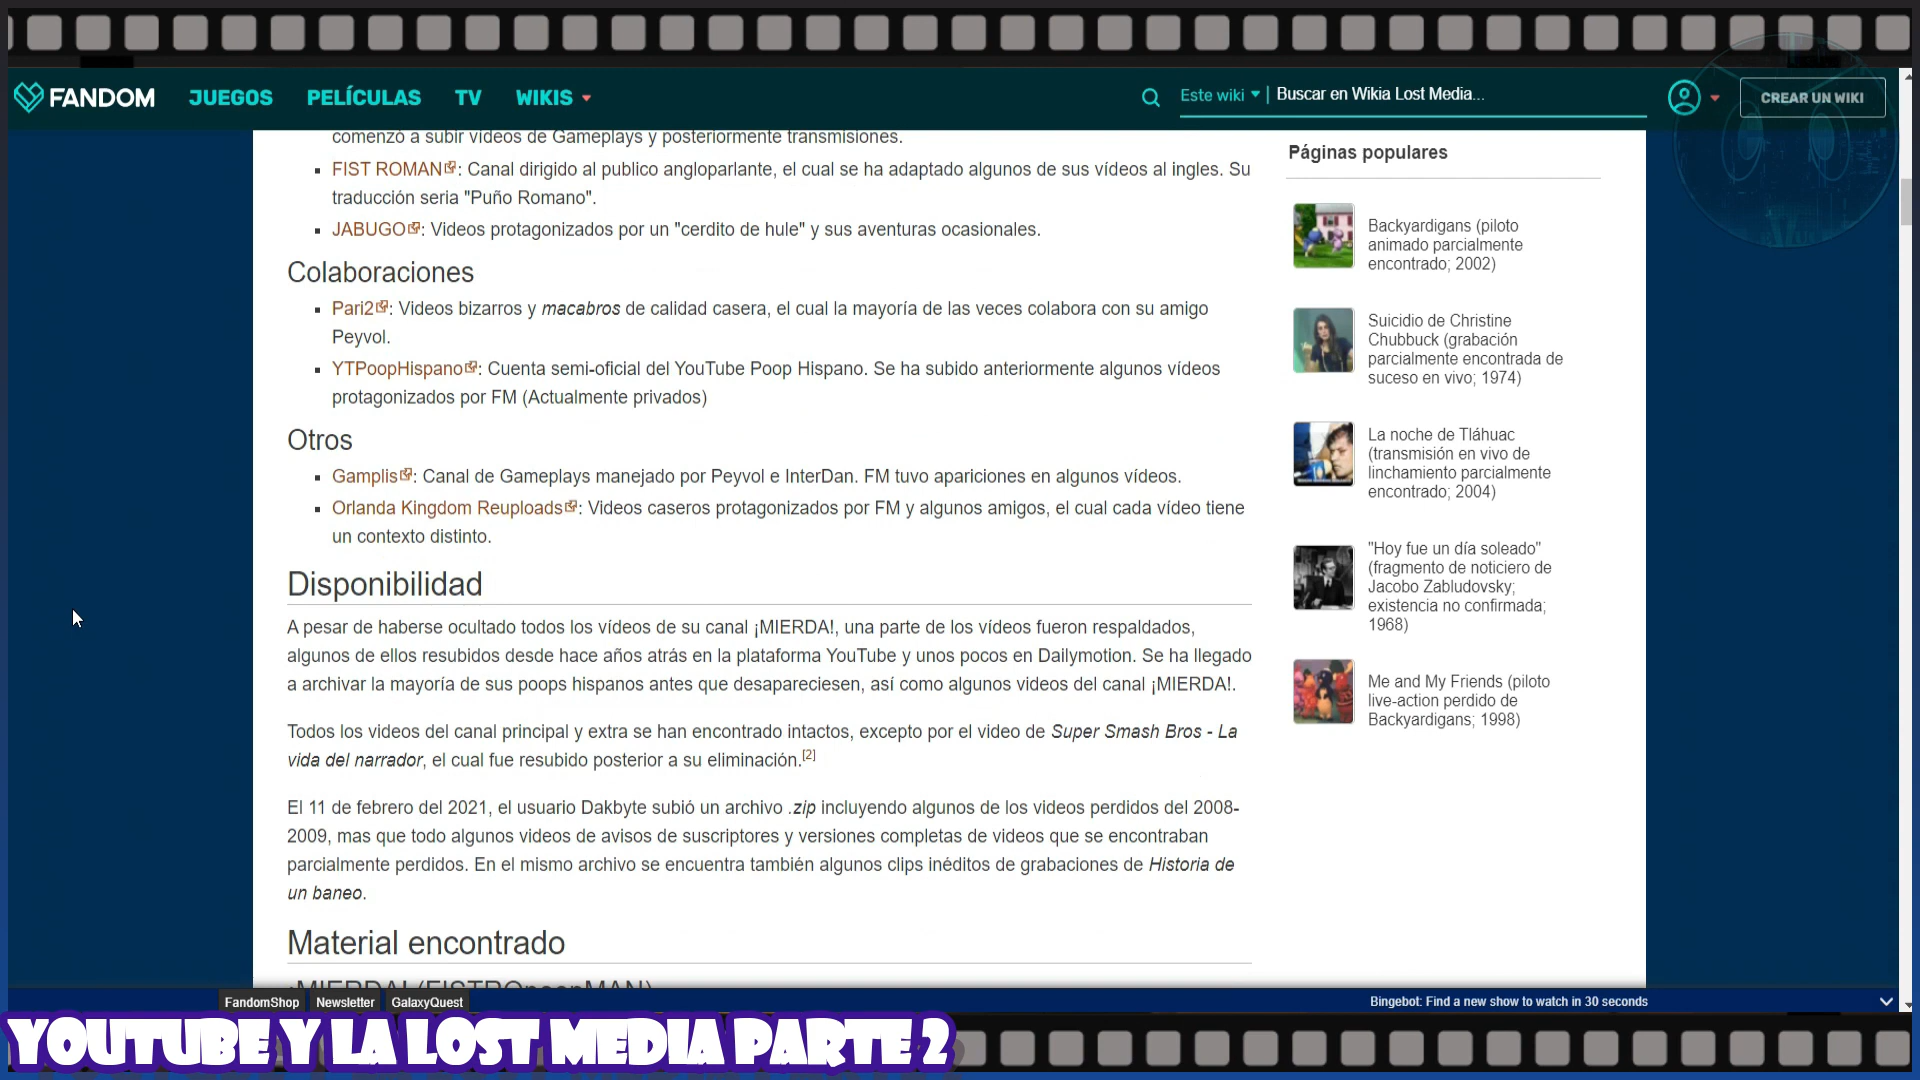 FANDOM JUEGOS PELÍCULAS TV WIKIS Este wiki Buscar en Wikia Lost Media... CREAR UN WIKI
comenzó a subir vídeos de Gameplays y posteriormente transmisiones.
FIST ROMAN: Canal dirigido al publico angloparlante, el cual se ha adaptado algunos de sus vídeos al ingles. Su
traducción seria "Puño Romano".
JABUGO: Videos protagonizados por un "cerdito de hule" y sus aventuras ocasionales.
Colaboraciones
Pari2: Videos bizarros y macabros de calidad casera, el cual la mayoría de las veces colabora con su amigo
Peyvol.
YTPoopHispano: Cuenta semi-oficial del YouTube Poop Hispano. Se ha subido anteriormente algunos vídeos
protagonizados por FM (Actualmente privados)
Otros
Gamplis: Canal de Gameplays manejado por Peyvol e InterDan. FM tuvo apariciones en algunos vídeos.
Orlanda Kingdom Reuploads: Videos caseros protagonizados por FM y algunos amigos, el cual cada vídeo tiene
un contexto distinto.
Disponibilidad
A pesar de haberse ocultado todos los vídeos de su canal ¡MIERDA!, una parte de los vídeos fueron respaldados,
algunos de ellos resubidos desde hace años atrás en la plataforma YouTube y unos pocos en Dailymotion. Se ha llegado
a archivar la mayoría de sus poops hispanos antes que desapareciesen, así como algunos videos del canal ¡MIERDA!.
Todos los videos del canal principal y extra se han encontrado intactos, excepto por el video de Super Smash Bros - La
vida del narrador, el cual fue resubido posterior a su eliminación.[2]
El 11 de febrero del 2021, el usuario Dakbyte subió un archivo .zip incluyendo algunos de los videos perdidos del 2008-
2009, mas que todo algunos videos de avisos de suscriptores y versiones completas de videos que se encontraban
parcialmente perdidos. En el mismo archivo se encuentra también algunos clips inéditos de grabaciones de Historia de
un baneo.
Material encontrado
¡MIERDA! (FISTROpoopMAN)
Páginas populares
Backyardigans (piloto
animado parcialmente
encontrado; 2002)
Suicidio de Christine
Chubbuck (grabación
parcialmente encontrada de
suceso en vivo; 1974)
La noche de Tláhuac
(transmisión en vivo de
linchamiento parcialmente
encontrado; 2004)
"Hoy fue un día soleado"
(fragmento de noticiero de
Jacobo Zabludovsky;
existencia no confirmada;
1968)
Me and My Friends (piloto
live-action perdido de
Backyardigans; 1998)
FandomShop Newsletter GalaxyQuest Bingebot: Find a new show to watch in 30 seconds
YOUTUBE Y LA LOST MEDIA PARTE 2